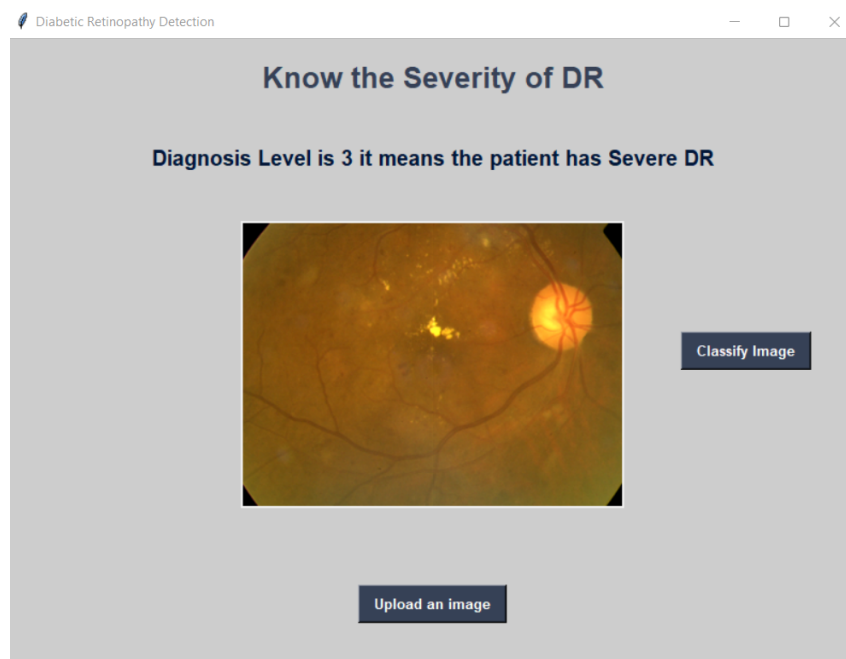 Diabetic Retinopathy Detection
Know the Severity of DR
Diagnosis Level is 3 it means the patient has Severe DR
Classify Image
Upload an image